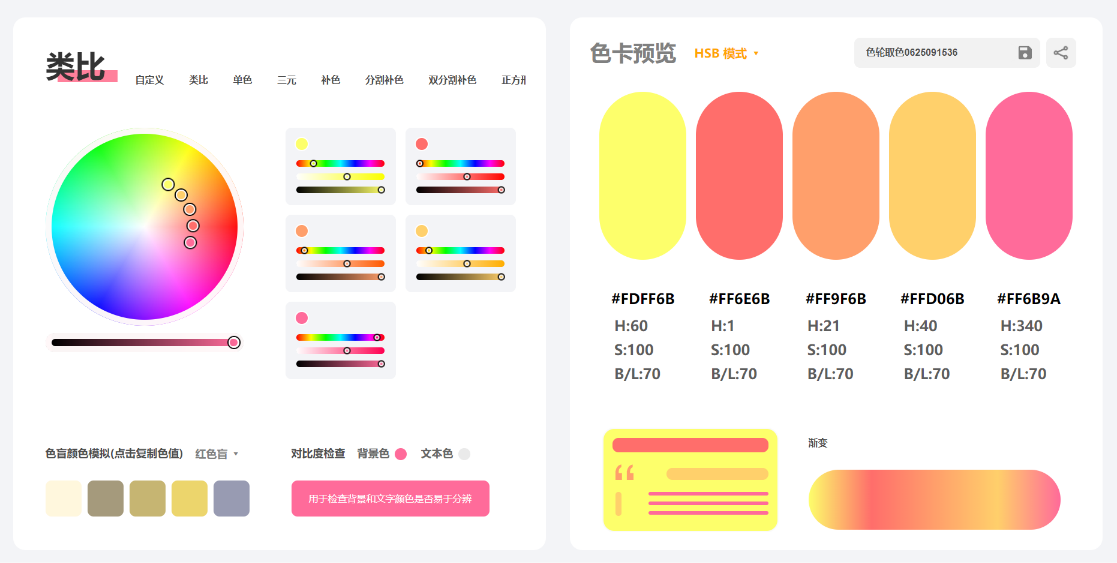 类比
自定义 类比 单色 三元 补色 分割补色 双分割补色 正方形
色盲颜色模拟(点击复制色值) 红色盲
对比度检查 背景色 文本色
用于检查背景和文字颜色是否易于分辨
色卡预览 HSB 模式 色轮取色0625091536
#FDFF6B #FF6E6B #FF9F6B #FFD06B #FF6B9A
H:60 H:1 H:21 H:40 H:340
S:100 S:100 S:100 S:100 S:100
B/L:70 B/L:70 B/L:70 B/L:70 B/L:70
渐变